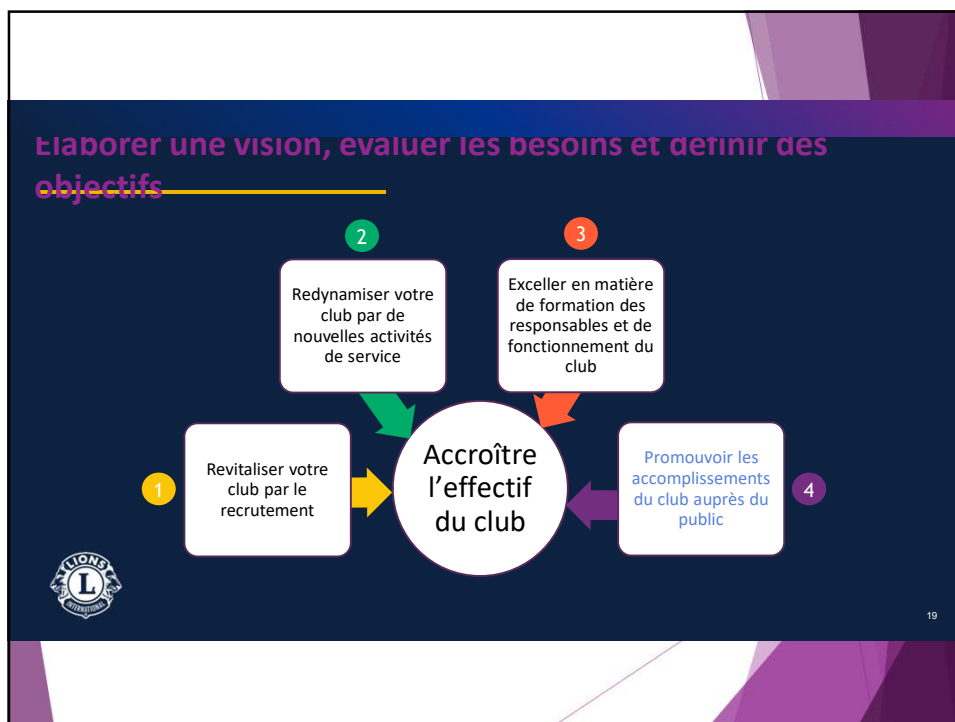 Elaborer une vision, évaluer les besoins et définir des
objectifs
2
3
Redynamiser votre
club par de
nouvelles activités
de service
Exceller en matière
de formation des
responsables et de
fonctionnement du
club
1
Revitaliser votre
club par le
recrutement
Accroître
l’effectif
du club
Promouvoir les
accomplissements
du club auprès du
public
4
LIONS
L
INTERNATIONAL
19